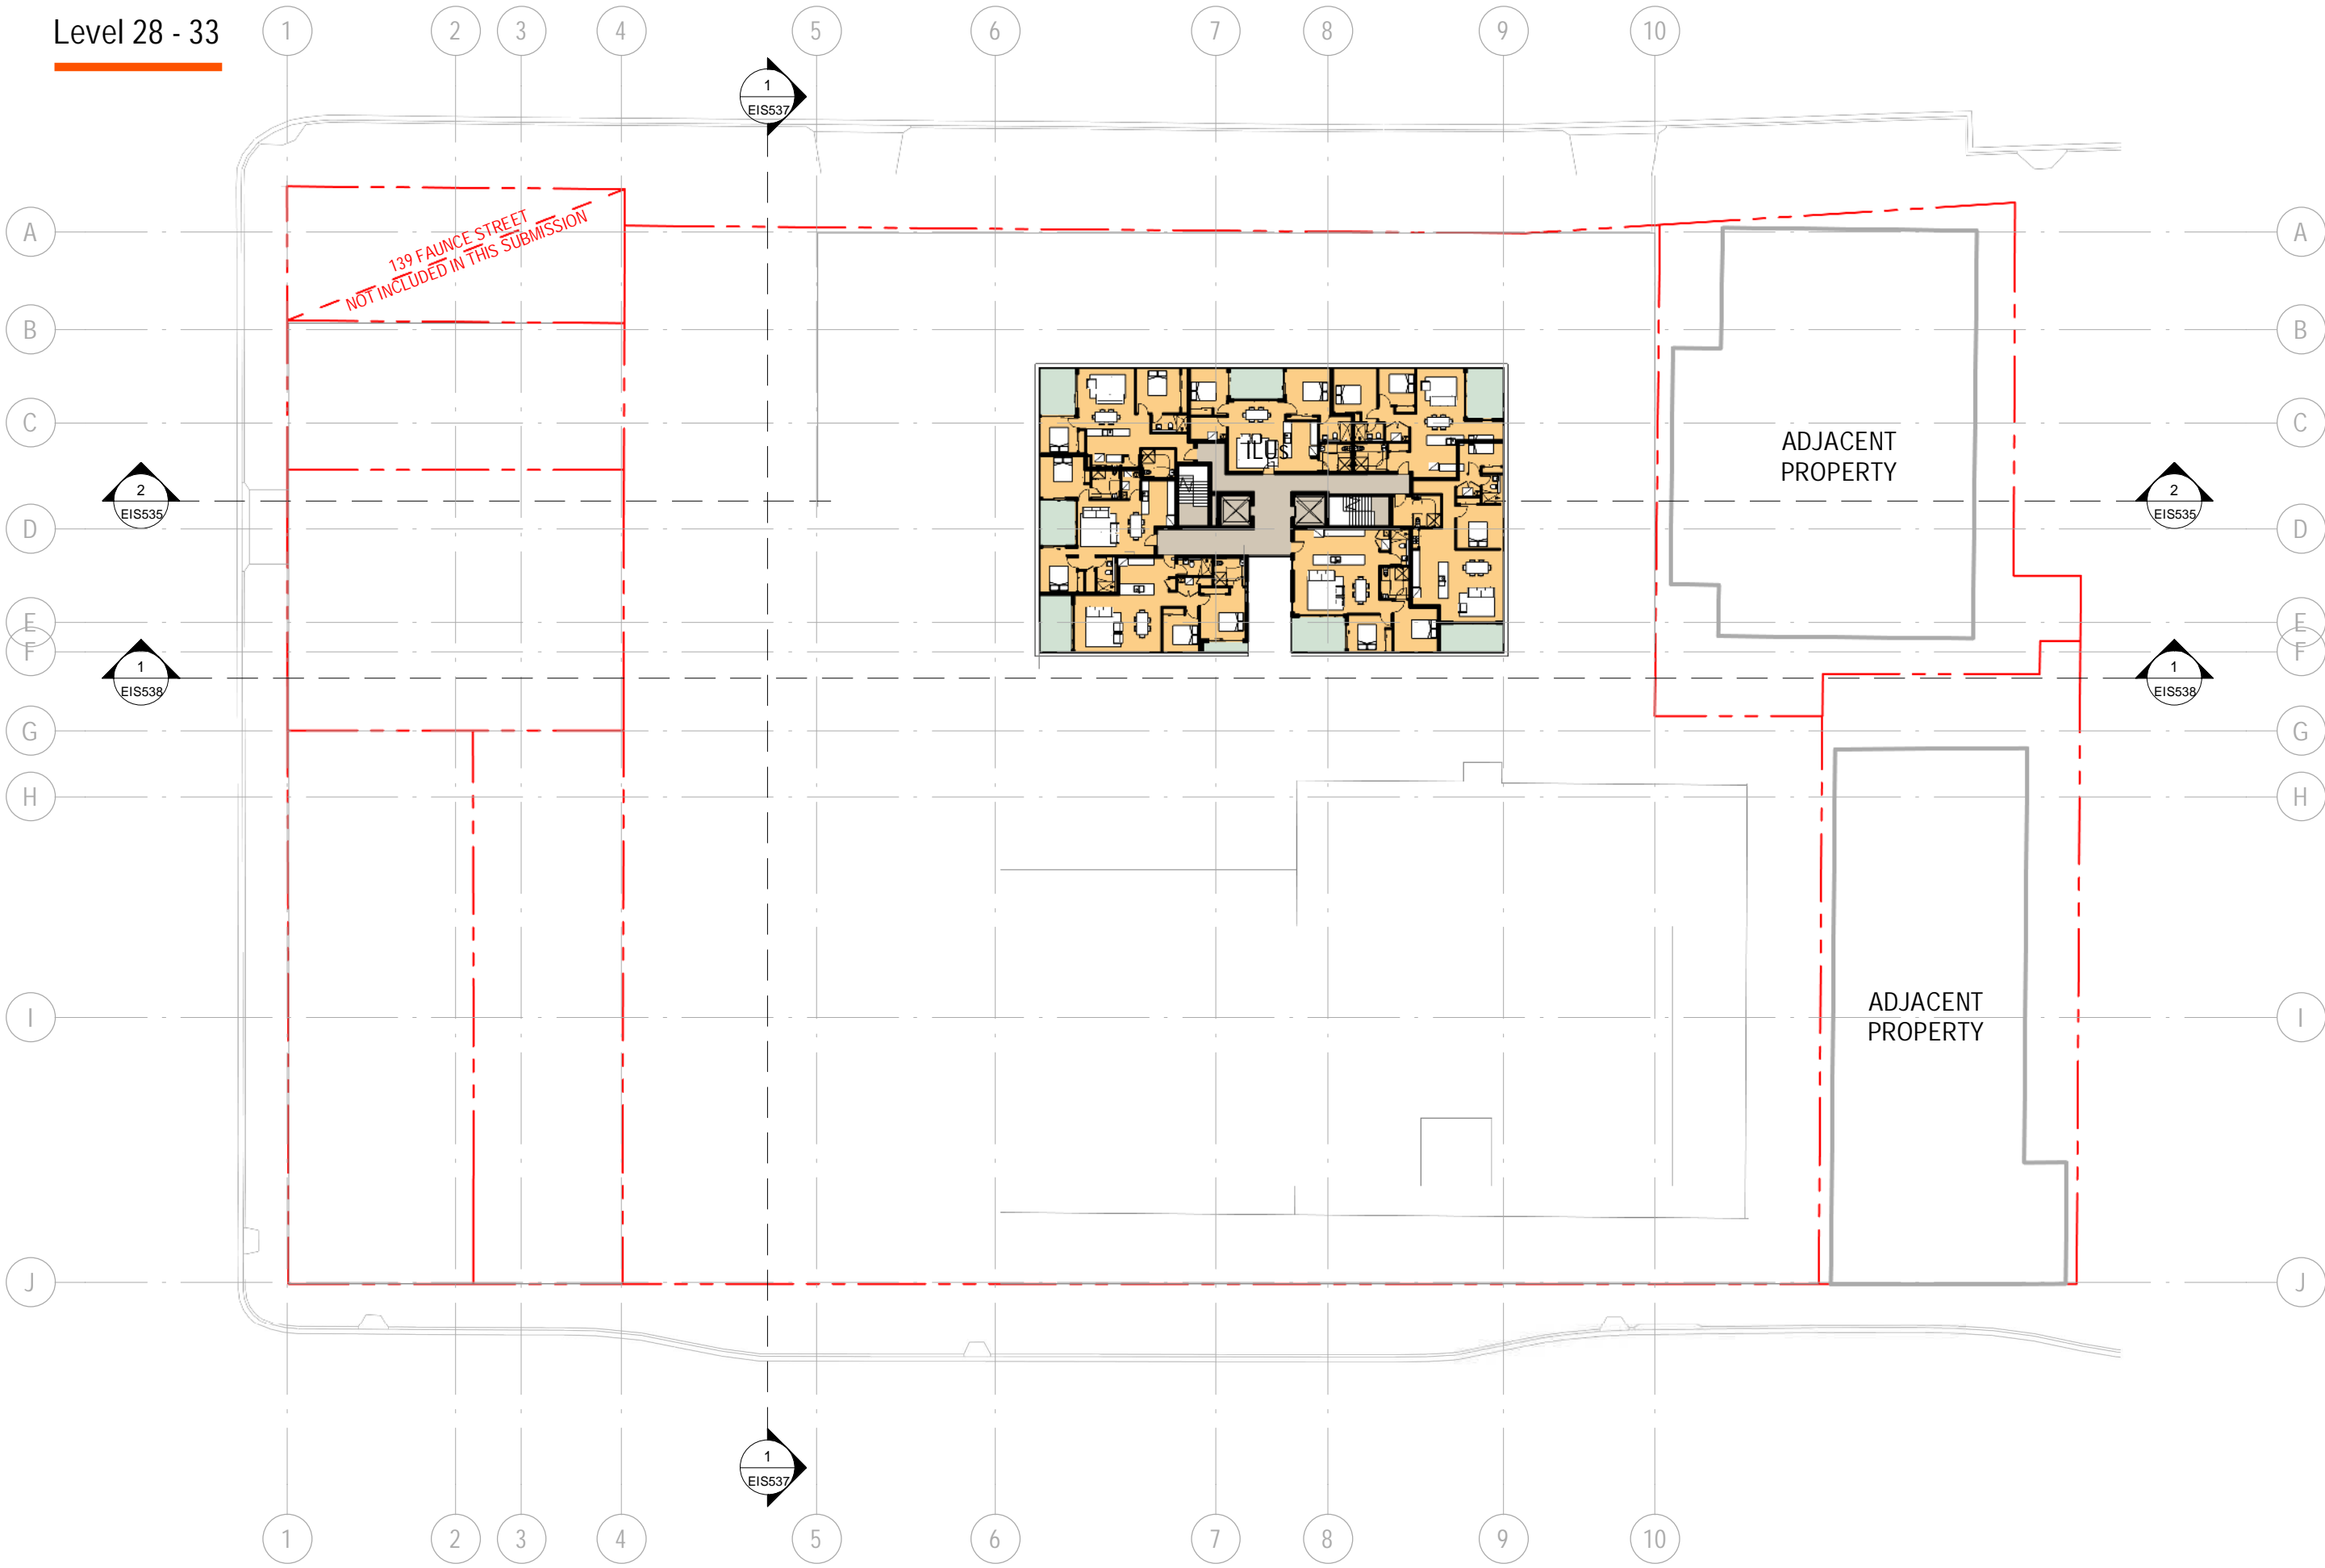 Level 28 - 33
1 2 3 4 5 6 7 8 9 10
1
EIS537
A A
139 FAUNCE STREET
NOT INCLUDED IN THIS SUBMISSION
B B
C C
ADJACENT
PROPERTY
ILUs
2 2
EIS535 EIS535
D D
E E
F F
1 1
EIS538 EIS538
G G
H H
ADJACENT
PROPERTY
I I
J J
1
EIS537
1 2 3 4 5 6 7 8 9 10